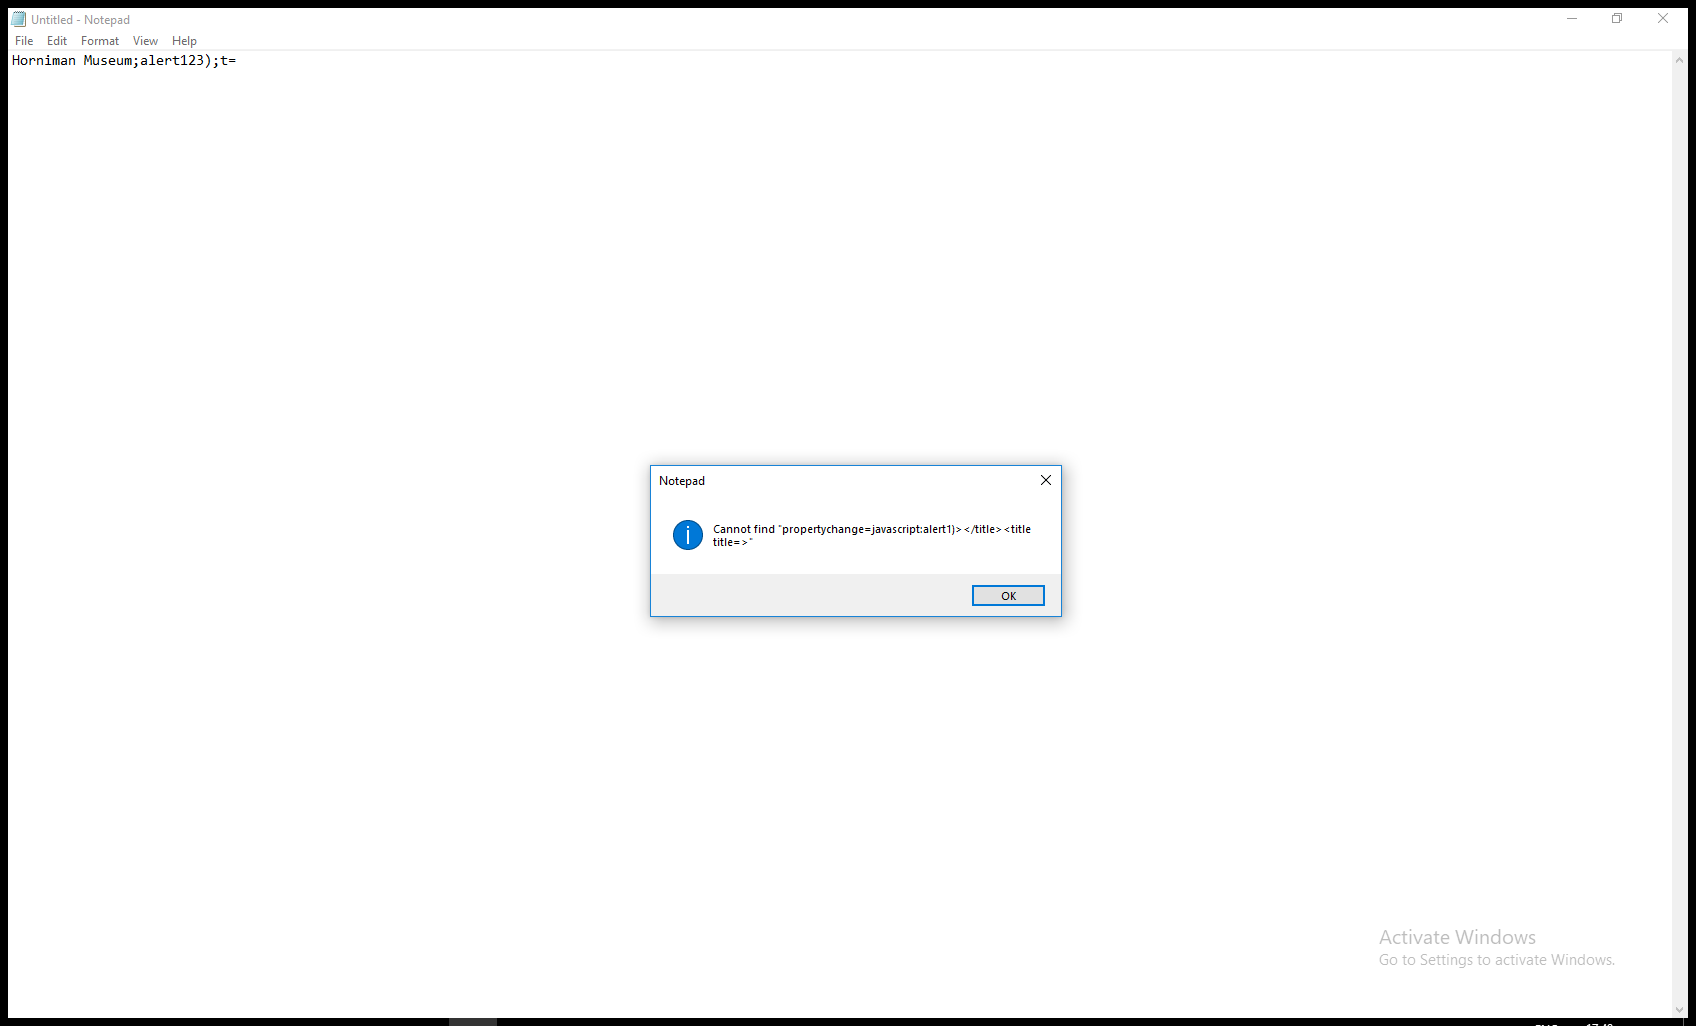 Untitled - Notepad
File Edit Format View Help
Horniman Museum;alert123);t=
Notepad
Cannot find "propertychange=javascript:alert1)></title><title
title=>"
OK
Activate Windows
Go to Settings to activate Windows.